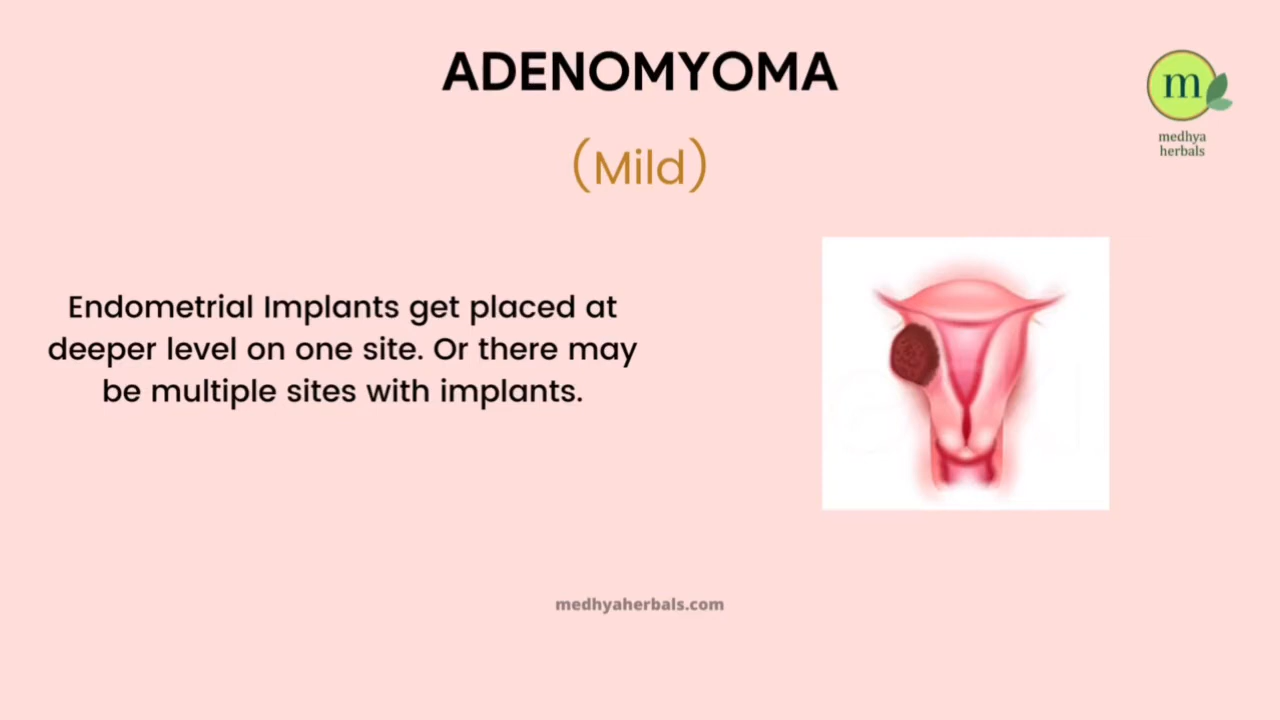 ADENOMYOMA
m
medhya
herbals
(Mild)
Endometrial Implants get placed at
deeper level on one site. Or there may
be multiple sites with implants.
medhyaherbals.com